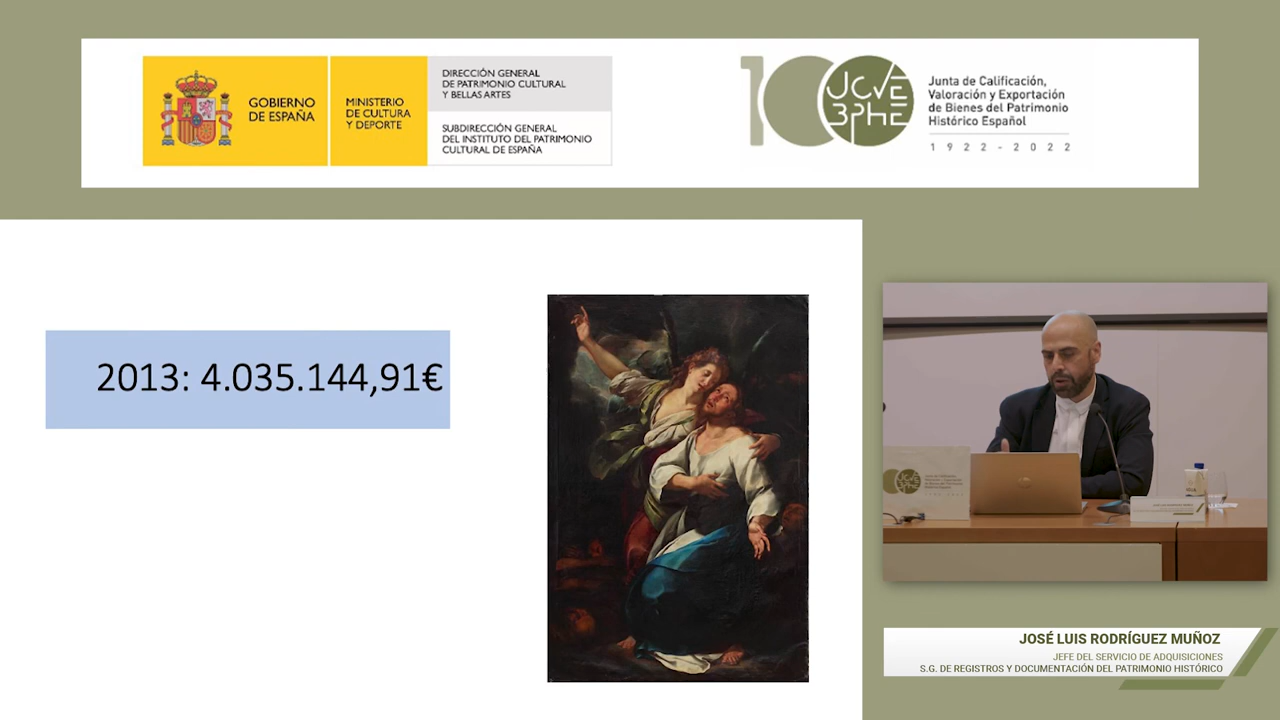 GOBIERNO
DE ESPAÑA
MINISTERIO
DE CULTURA
Y DEPORTE
DIRECCIÓN GENERAL
DE PATRIMONIO CULTURAL
Y BELLAS ARTES
SUBDIRECCIÓN GENERAL
DEL INSTITUTO DEL PATRIMONIO
CULTURAL DE ESPAÑA
100
JCVE
BPHE
Junta de Calificación,
Valoración y Exportación
de Bienes del Patrimonio
Histórico Español
1922-2022
2013: 4.035.144,91€
JOSÉ LUIS RODRÍGUEZ MUÑOZ
JEFE DEL SERVICIO DE ADQUISICIONES
S.G. DE REGISTROS Y DOCUMENTACIÓN DEL PATRIMONIO HISTÓRICO